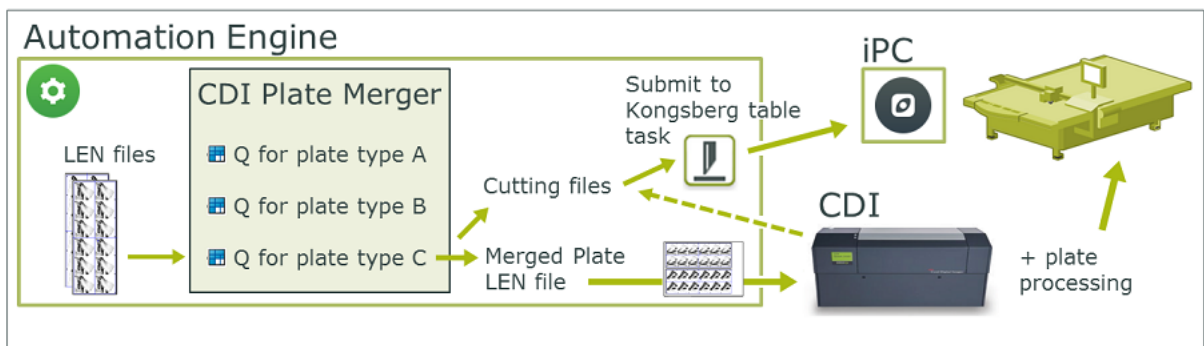 Automation Engine
CDI Plate Merger
Q for plate type A
Q for plate type B
Q for plate type C
LEN files
Cutting files
Merged Plate
LEN file
Submit to
Kongsberg table
task
iPC
CDI
+ plate
processing